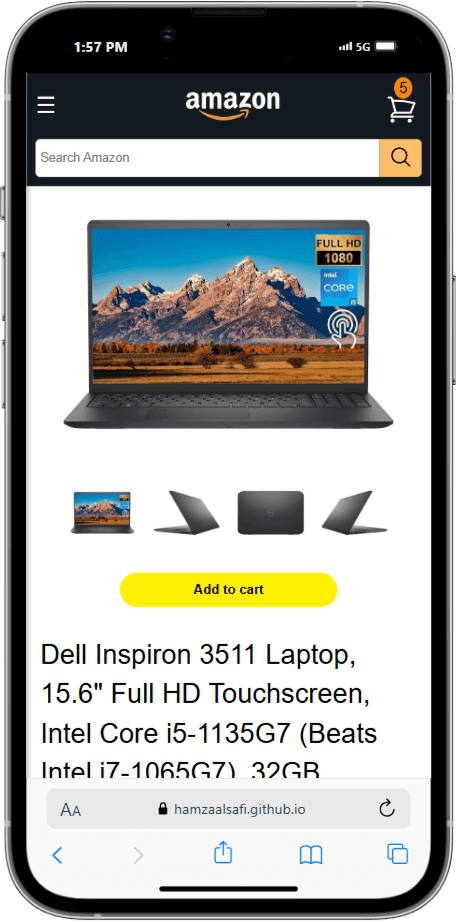 1:57 PM
5G
amazon
5
Search Amazon
FULL HD
1080
intel
CORE
i5
Add to cart
Dell Inspiron 3511 Laptop,
15.6" Full HD Touchscreen,
Intel Core i5-1135G7 (Beats
Intel i7-1065G7), 32GB
AA
hamzaalsafi.github.io